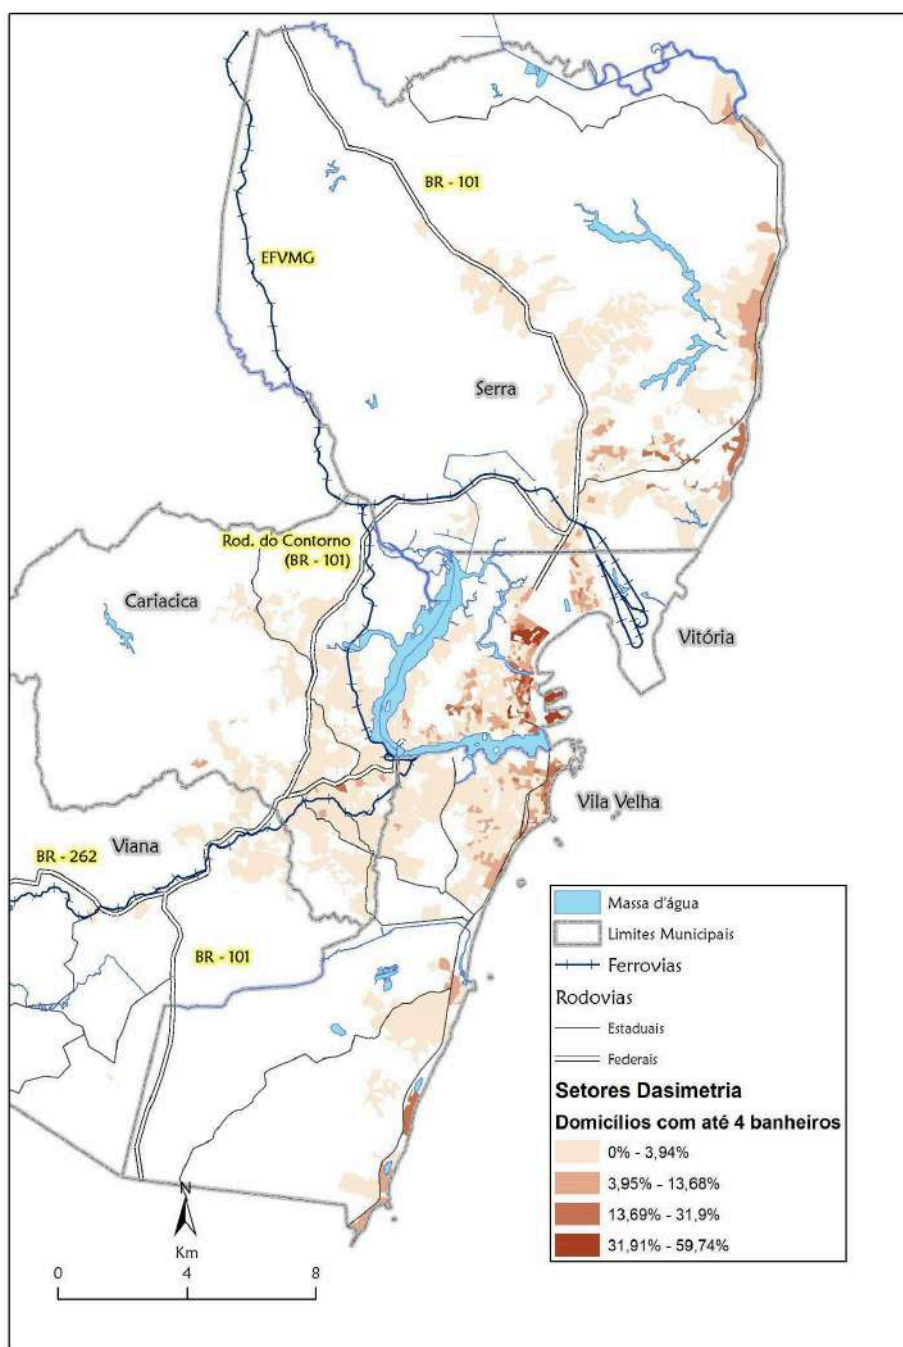 BR - 101
EFVMG
Serra
Rod. do Contorno
(BR - 101)
Cariacica
Vitória
Vila Velha
Viana
BR - 262
BR - 101
Massa d'água
Limites Municipais
Ferrovias
Rodovias
Estaduais
Federais
Setores Dasimetria
Domicílios com até 4 banheiros
0% - 3,94%
3,95% - 13,68%
13,69% - 31,9%
31,91% - 59,74%
N
Km
0 4 8